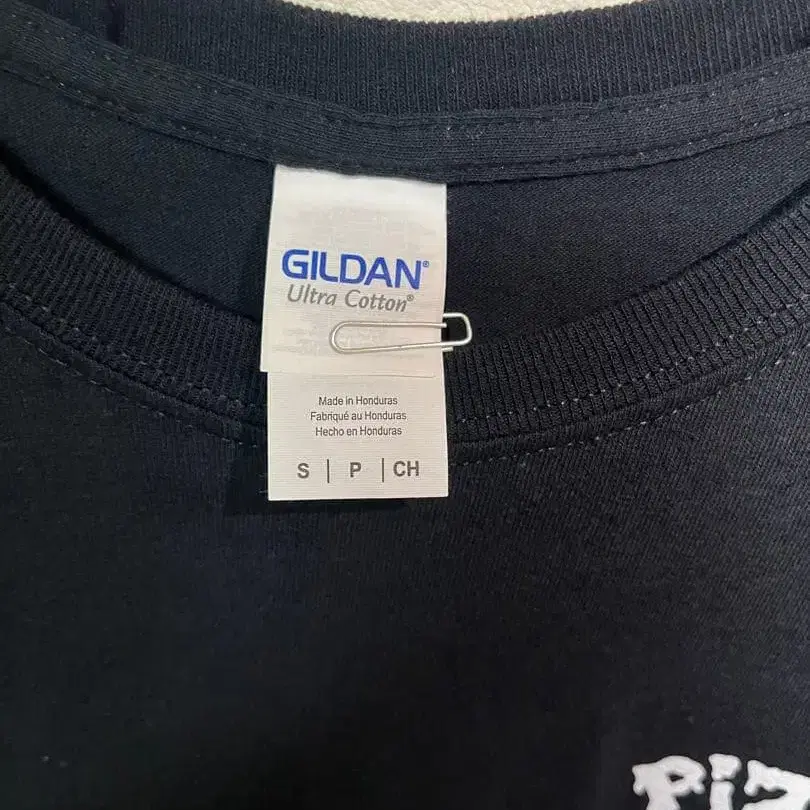 GILDAN®
Ultra Cotton®
Made in Honduras
Fabriqué au Honduras
Hecho en Honduras
S | P | CH